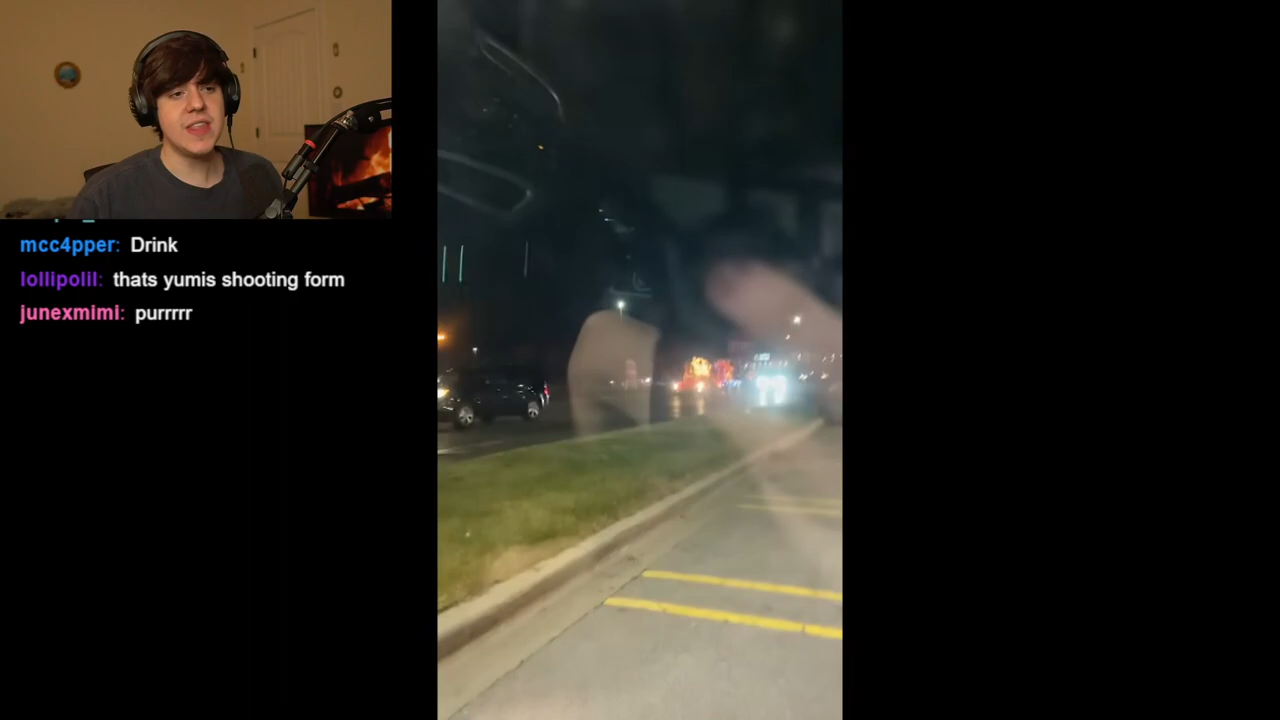 mcc4pper: Drink
lollipolil: thats yumis shooting form
junexmimi: purrrrr